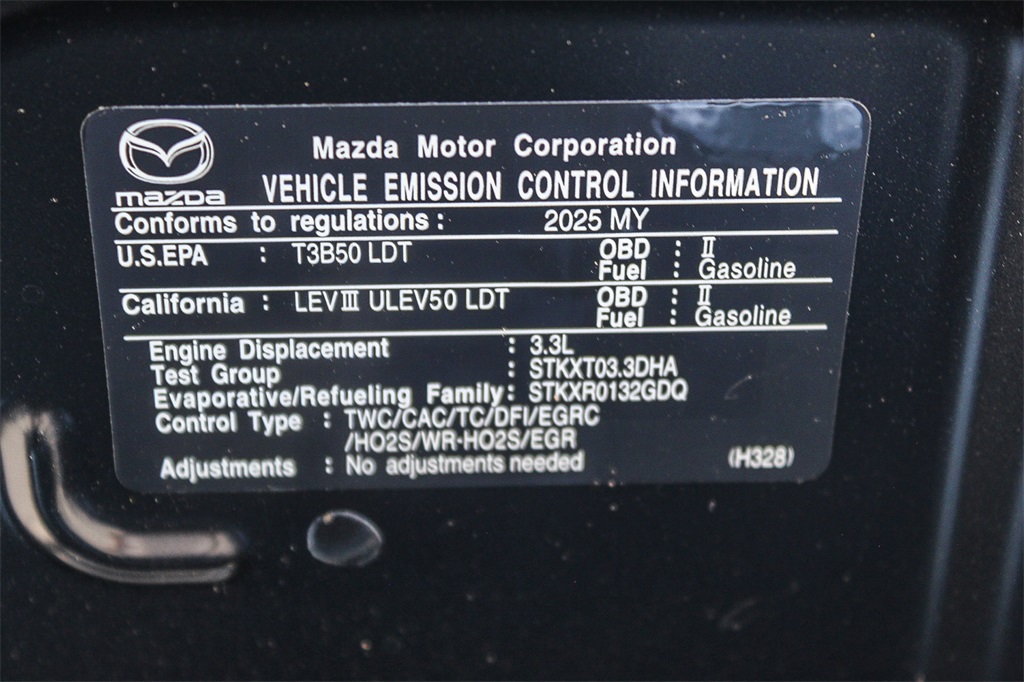 mazda
Mazda Motor Corporation
VEHICLE EMISSION CONTROL INFORMATION
Conforms to regulations : 2025 MY
U.S.EPA : T3B50 LDT OBD : II
Fuel : Gasoline
California : LEVIII ULEV50 LDT OBD : II
Fuel : Gasoline
Engine Displacement : 3.3L
Test Group : STKXT03.3DHA
Evaporative/Refueling Family: STKXR0132GDQ
Control Type : TWC/CAC/TC/DFI/EGRC
/HO2S/WR-HO2S/EGR
Adjustments : No adjustments needed (H328)